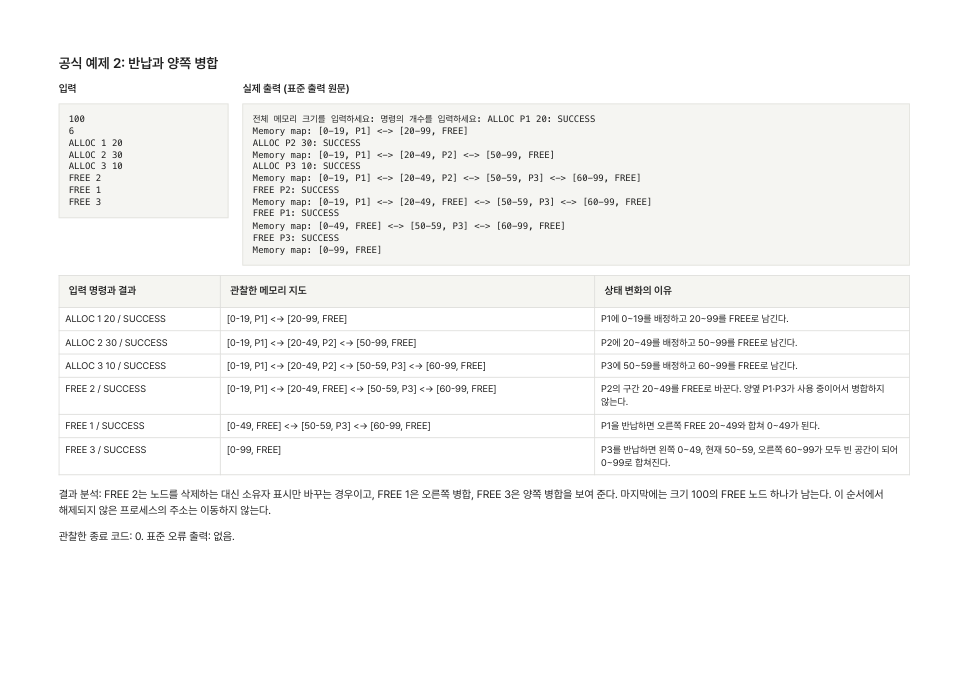 공식 예제 2: 반납과 양쪽 병합
입력
100
6
ALLOC 1 20
ALLOC 2 30
ALLOC 3 10
FREE 2
FREE 1
FREE 3
실제 출력 (표준 출력 원문)
전체 메모리 크기를 입력하세요: 명령의 개수를 입력하세요: ALLOC P1 20: SUCCESS
Memory map: [0-19, P1] <-> [20-99, FREE]
ALLOC P2 30: SUCCESS
Memory map: [0-19, P1] <-> [20-49, P2] <-> [50-99, FREE]
ALLOC P3 10: SUCCESS
Memory map: [0-19, P1] <-> [20-49, P2] <-> [50-59, P3] <-> [60-99, FREE]
FREE P2: SUCCESS
Memory map: [0-19, P1] <-> [20-49, FREE] <-> [50-59, P3] <-> [60-99, FREE]
FREE P1: SUCCESS
Memory map: [0-49, FREE] <-> [50-59, P3] <-> [60-99, FREE]
FREE P3: SUCCESS
Memory map: [0-99, FREE]
입력 명령과 결과 관찰한 메모리 지도 상태 변화의 이유
ALLOC 1 20 / SUCCESS [0-19, P1] <-> [20-99, FREE] P1에 0~19를 배정하고 20~99를 FREE로 남긴다.
ALLOC 2 30 / SUCCESS [0-19, P1] <-> [20-49, P2] <-> [50-99, FREE] P2에 20~49를 배정하고 50~99를 FREE로 남긴다.
ALLOC 3 10 / SUCCESS [0-19, P1] <-> [20-49, P2] <-> [50-59, P3] <-> [60-99, FREE] P3에 50~59를 배정하고 60~99를 FREE로 남긴다.
FREE 2 / SUCCESS [0-19, P1] <-> [20-49, FREE] <-> [50-59, P3] <-> [60-99, FREE] P2의 구간 20~49를 FREE로 바꾼다. 양옆 P1·P3가 사용 중이어서 병합하지
않는다.
FREE 1 / SUCCESS [0-49, FREE] <-> [50-59, P3] <-> [60-99, FREE] P1을 반납하면 오른쪽 FREE 20~49와 합쳐 0~49가 된다.
FREE 3 / SUCCESS [0-99, FREE] P3를 반납하면 왼쪽 0~49, 현재 50~59, 오른쪽 60~99가 모두 빈 공간이 되어
0~99로 합쳐진다.
결과 분석: FREE 2는 노드를 삭제하는 대신 소유자 표시만 바꾸는 경우이고, FREE 1은 오른쪽 병합, FREE 3은 양쪽 병합을 보여 준다. 마지막에는 크기 100의 FREE 노드 하나가 남는다. 이 순서에서
해제되지 않은 프로세스의 주소는 이동하지 않는다.
관찰한 종료 코드: 0. 표준 오류 출력: 없음.